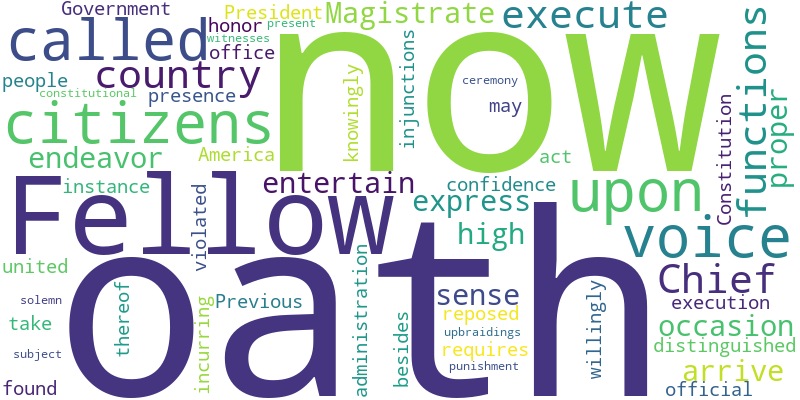 Government
President
Magistrate
execute
called
honor
present
witnesses
office
now
functions
people
country
constitutional
presence
ceremony
may
knowingly
injunctions
citizens
proper
Constitution
endeavor
America
act
instance
entertain
confidence
upon
Fellow
express
violated
high
voice
united
oath
administration
Chief
solemn
thereof
Previous
sense
willingly
execution
take
incurring
besides
reposed
occasion
upbraidings
subject
requires
distinguished
punishment
arrive
found
official